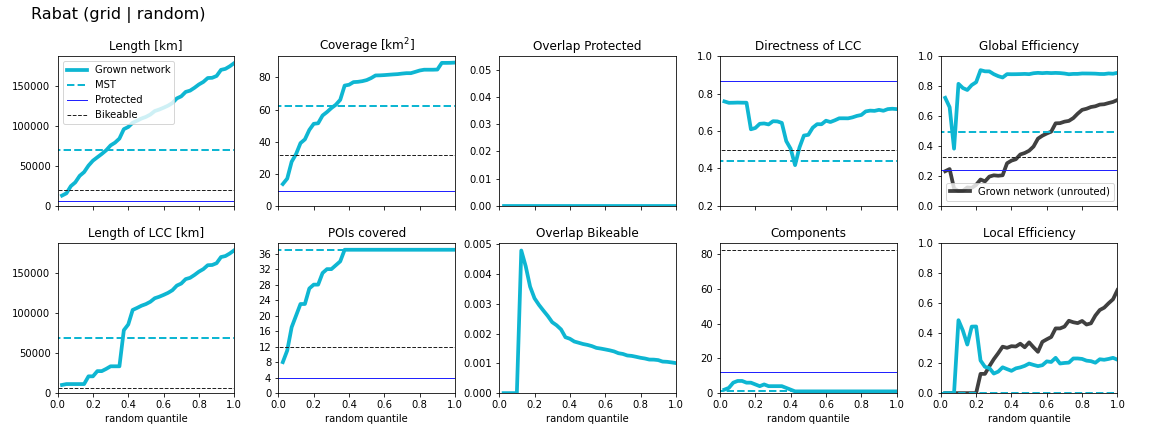 Rabat (grid | random)
Length [km]
Coverage [km²]
Overlap Protected
Directness of LCC
Global Efficiency
Grown network
MST
Protected
Bikeable
150000
100000
50000
0
80
60
40
20
0
0.05
0.04
0.03
0.02
0.01
0.00
1.0
0.8
0.6
0.4
0.2
1.0
0.8
0.6
0.4
0.2
0.0
Grown network (unrouted)
Length of LCC [km]
POIs covered
Overlap Bikeable
Components
Local Efficiency
150000
100000
50000
0
36
32
28
24
20
16
12
8
4
0
0.005
0.004
0.003
0.002
0.001
0.000
80
60
40
20
0
1.0
0.8
0.6
0.4
0.2
0.0
0.0 0.2 0.4 0.6 0.8 1.0
0.0 0.2 0.4 0.6 0.8 1.0
0.0 0.2 0.4 0.6 0.8 1.0
0.0 0.2 0.4 0.6 0.8 1.0
0.0 0.2 0.4 0.6 0.8 1.0
random quantile
random quantile
random quantile
random quantile
random quantile